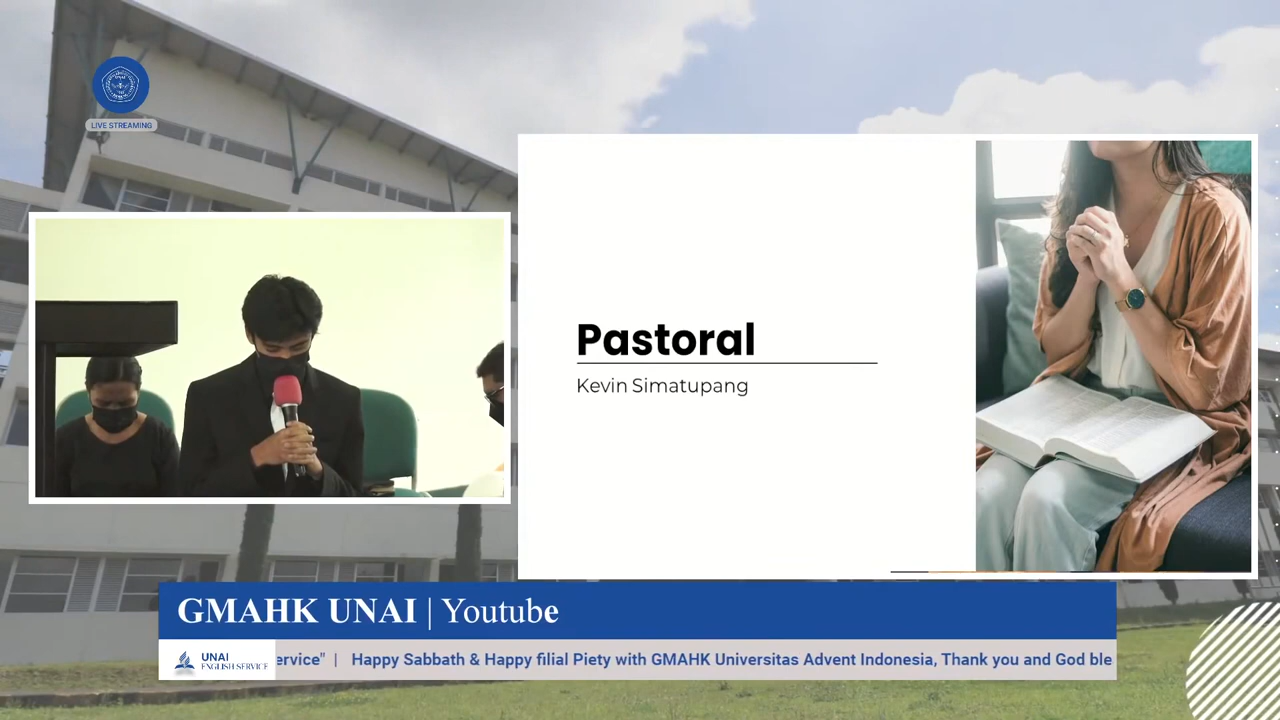 LIVE STREAMING
Pastoral
Kevin Simatupang
GMAHK UNAI | Youtube
UNAI
ENGLISH SERVICE
ervice" | Happy Sabbath & Happy filial Piety with GMAHK Universitas Advent Indonesia, Thank you and God ble